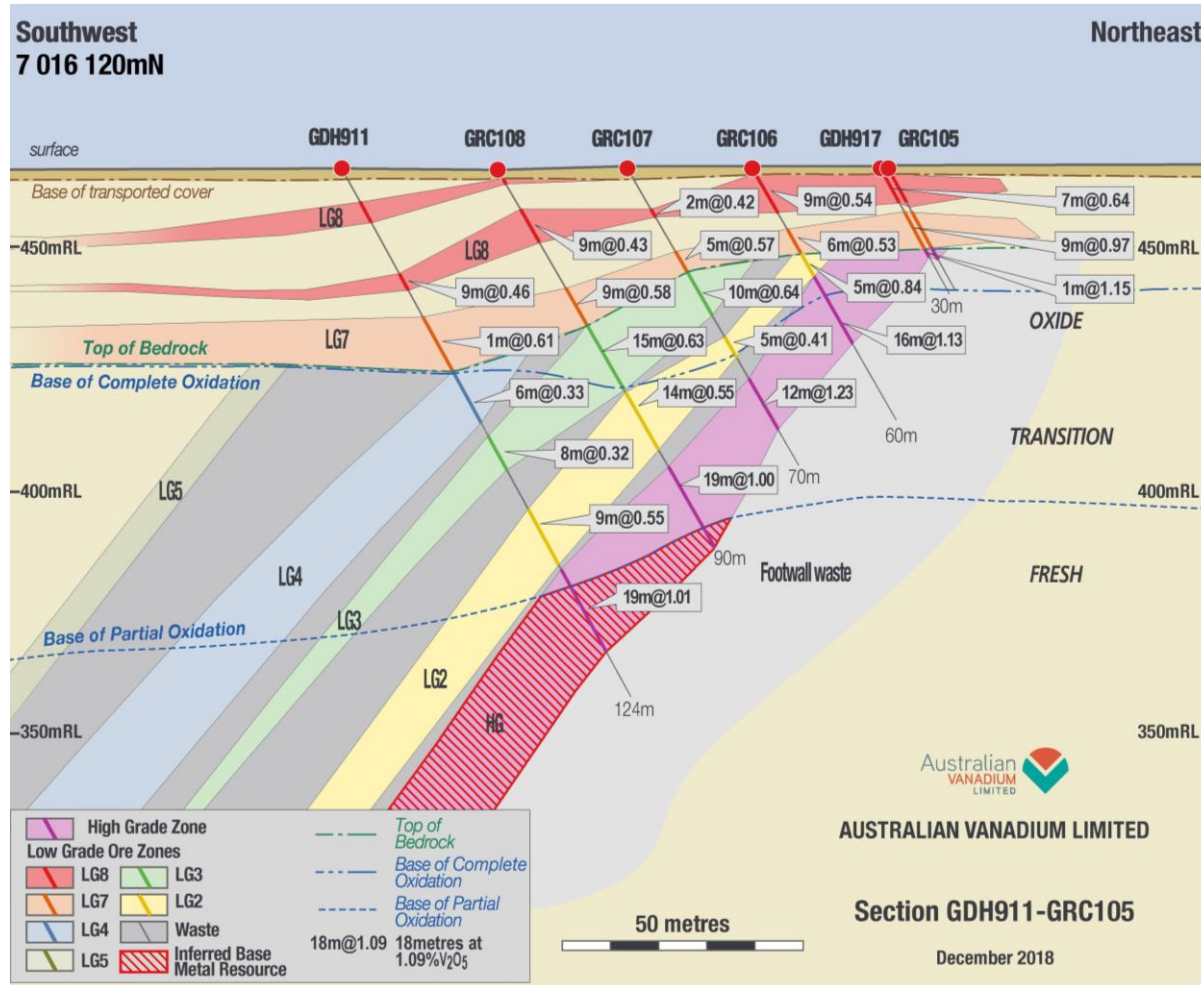 Southwest
7 016 120mN
Northeast
GDH911
GRC108
GRC107
GRC106
GDH917
GRC105
surface
Base of transported cover
LG8
2m@0.42
9m@0.54
7m@0.64
450mRL
LG8
9m@0.43
5m@0.57
6m@0.53
9m@0.97
450mRL
9m@0.46
9m@0.58
10m@0.64
5m@0.84
1m@1.15
30m
OXIDE
LG7
1m@0.61
15m@0.63
5m@0.41
16m@1.13
Top of Bedrock
Base of Complete Oxidation
6m@0.33
14m@0.55
12m@1.23
60m
TRANSITION
8m@0.32
70m
LG5
19m@1.00
400mRL
400mRL
9m@0.55
90m
LG4
Footwall waste
FRESH
19m@1.01
LG3
Base of Partial Oxidation
LG2
124m
HG
350mRL
350mRL
Australian
VANADIUM
LIMITED
AUSTRALIAN VANADIUM LIMITED
Section GDH911-GRC105
December 2018
50 metres
High Grade Zone
Low Grade Ore Zones
LG8
LG3
LG7
LG2
LG4
Waste
LG5
Inferred Base
Metal Resource
Top of
Bedrock
Base of Complete
Oxidation
Base of Partial
Oxidation
18m@1.09
18metres at
1.09%V₂O₅